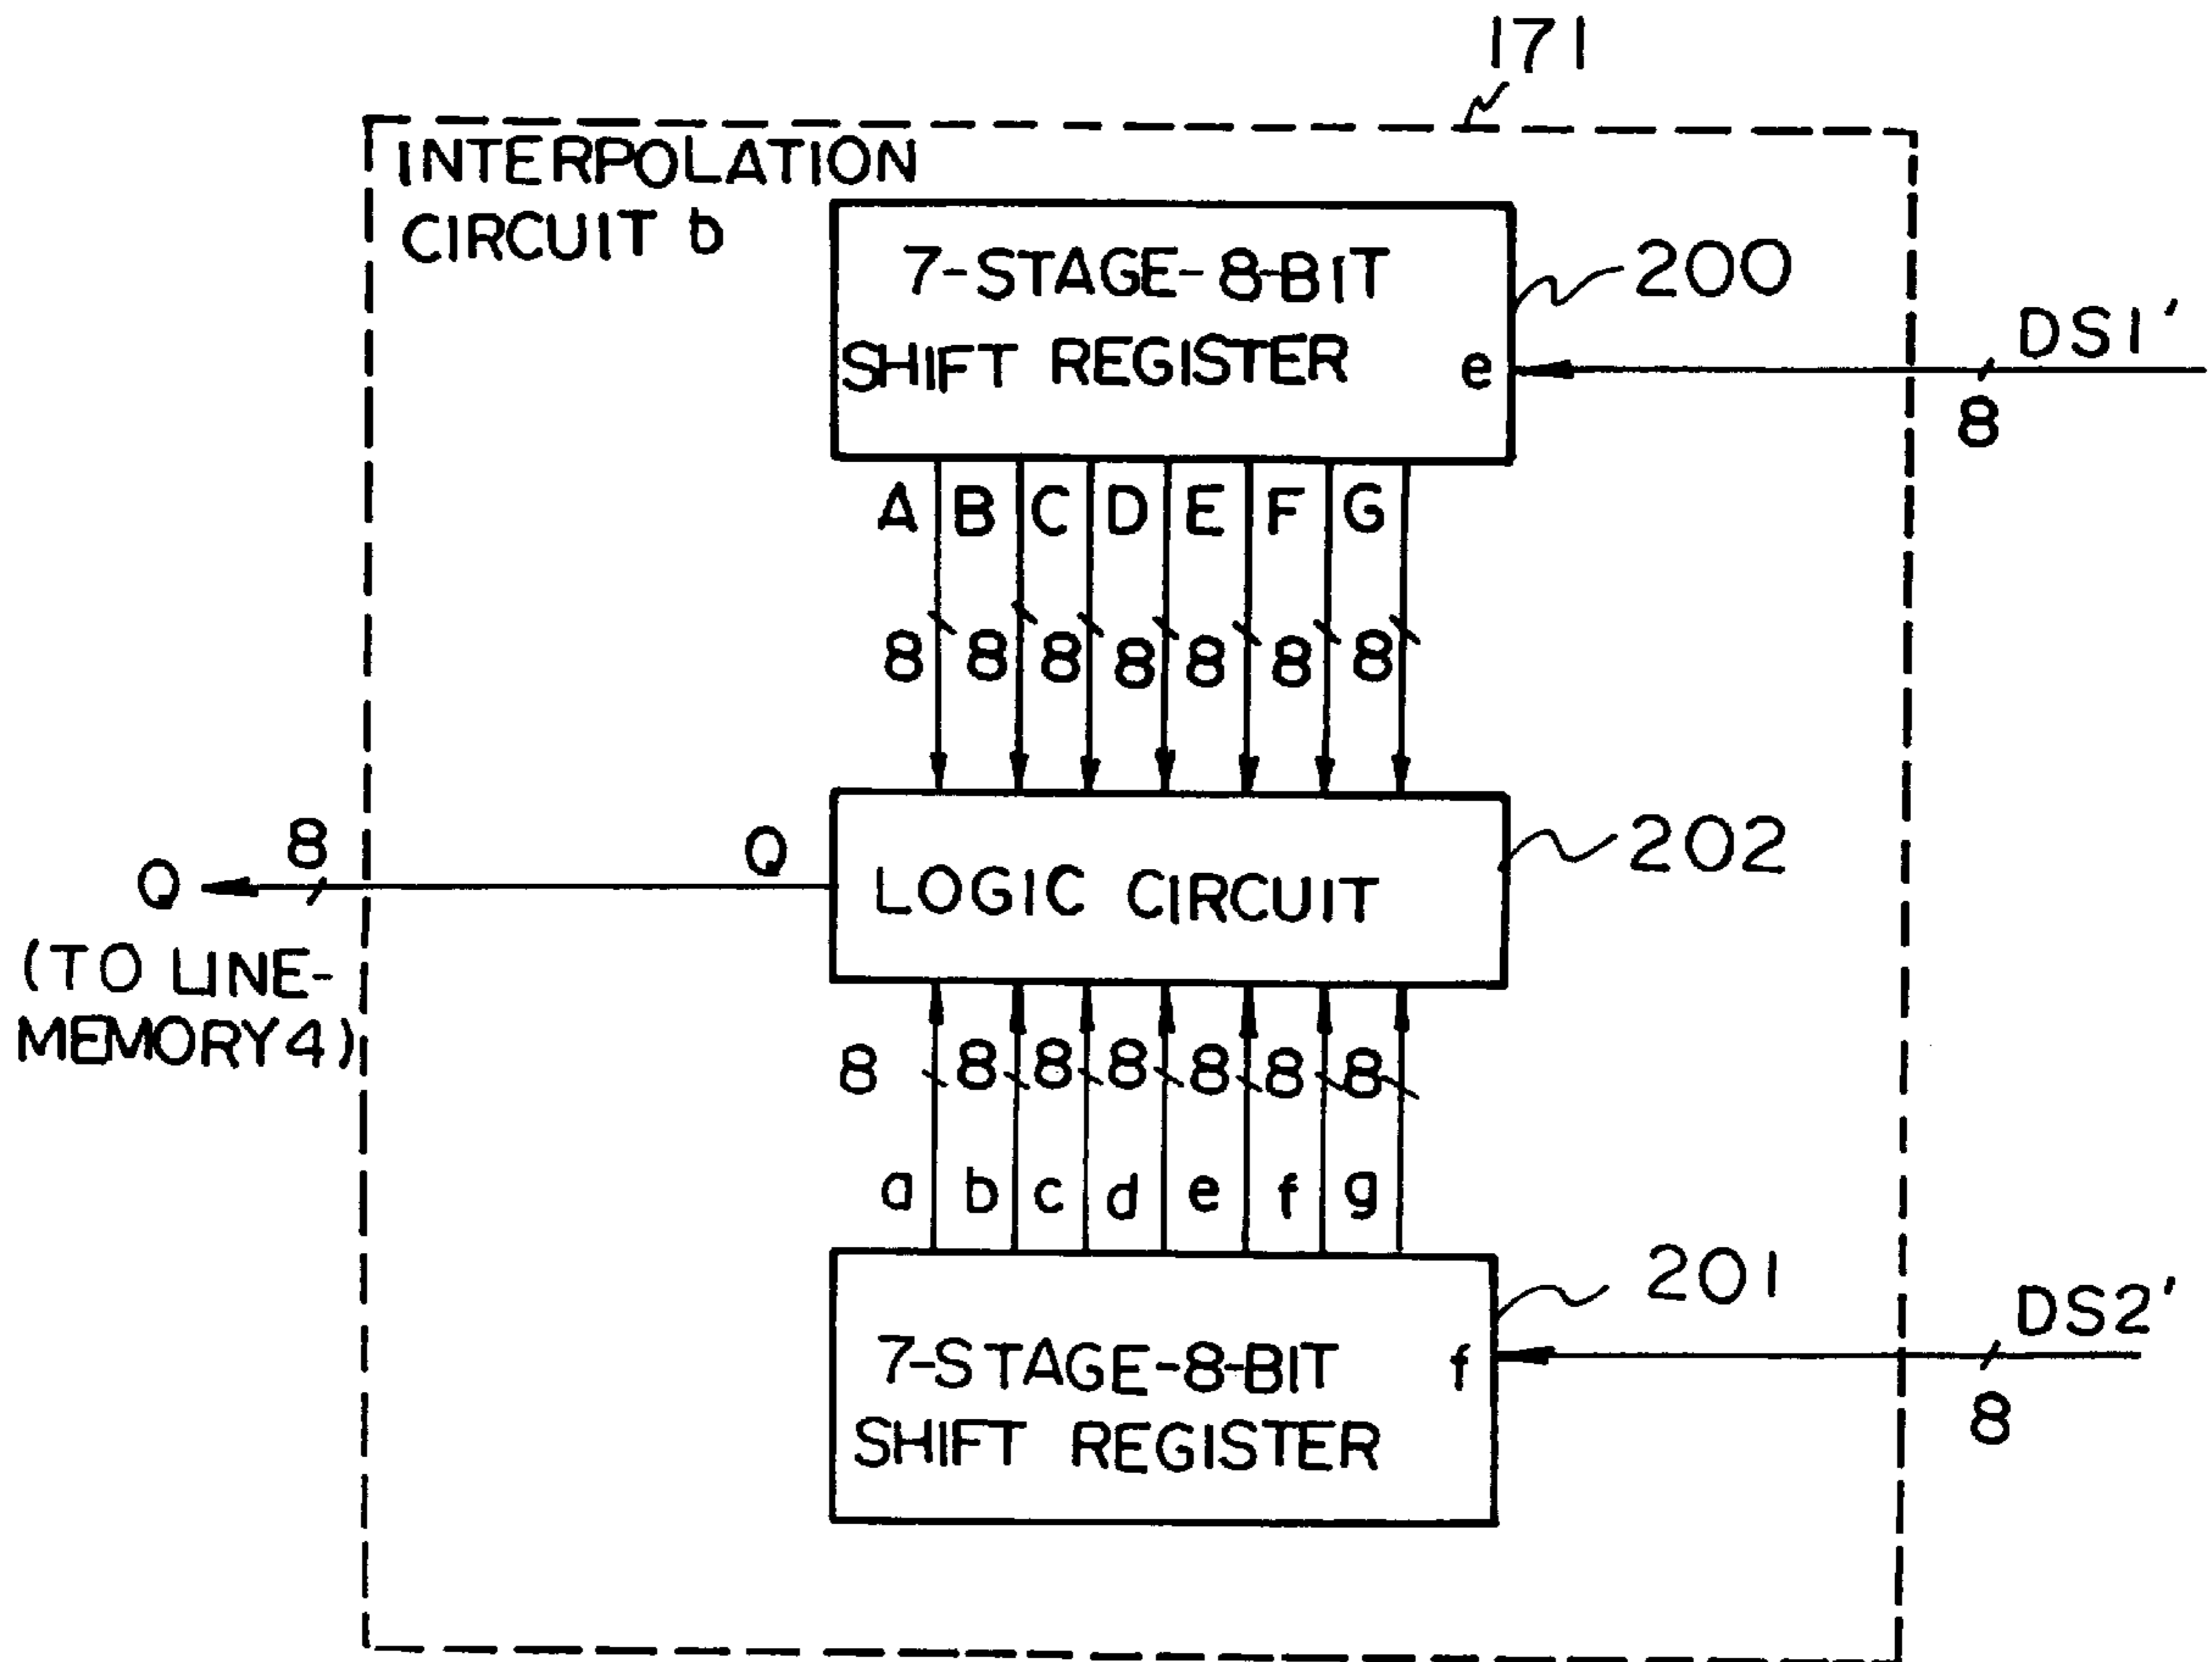 171
INTERPOLATION
CIRCUIT b
7-STAGE-8-BIT
SHIFT REGISTER
e
200
DS1'
8
A B C D E F G
8 8 8 8 8 8 8
Q
8
Q
(TO LINE-
MEMORY4)
LOGIC CIRCUIT
202
8 8 8 8 8 8 8
a b c d e f g
7-STAGE-8-BIT
SHIFT REGISTER
f
201
DS2'
8